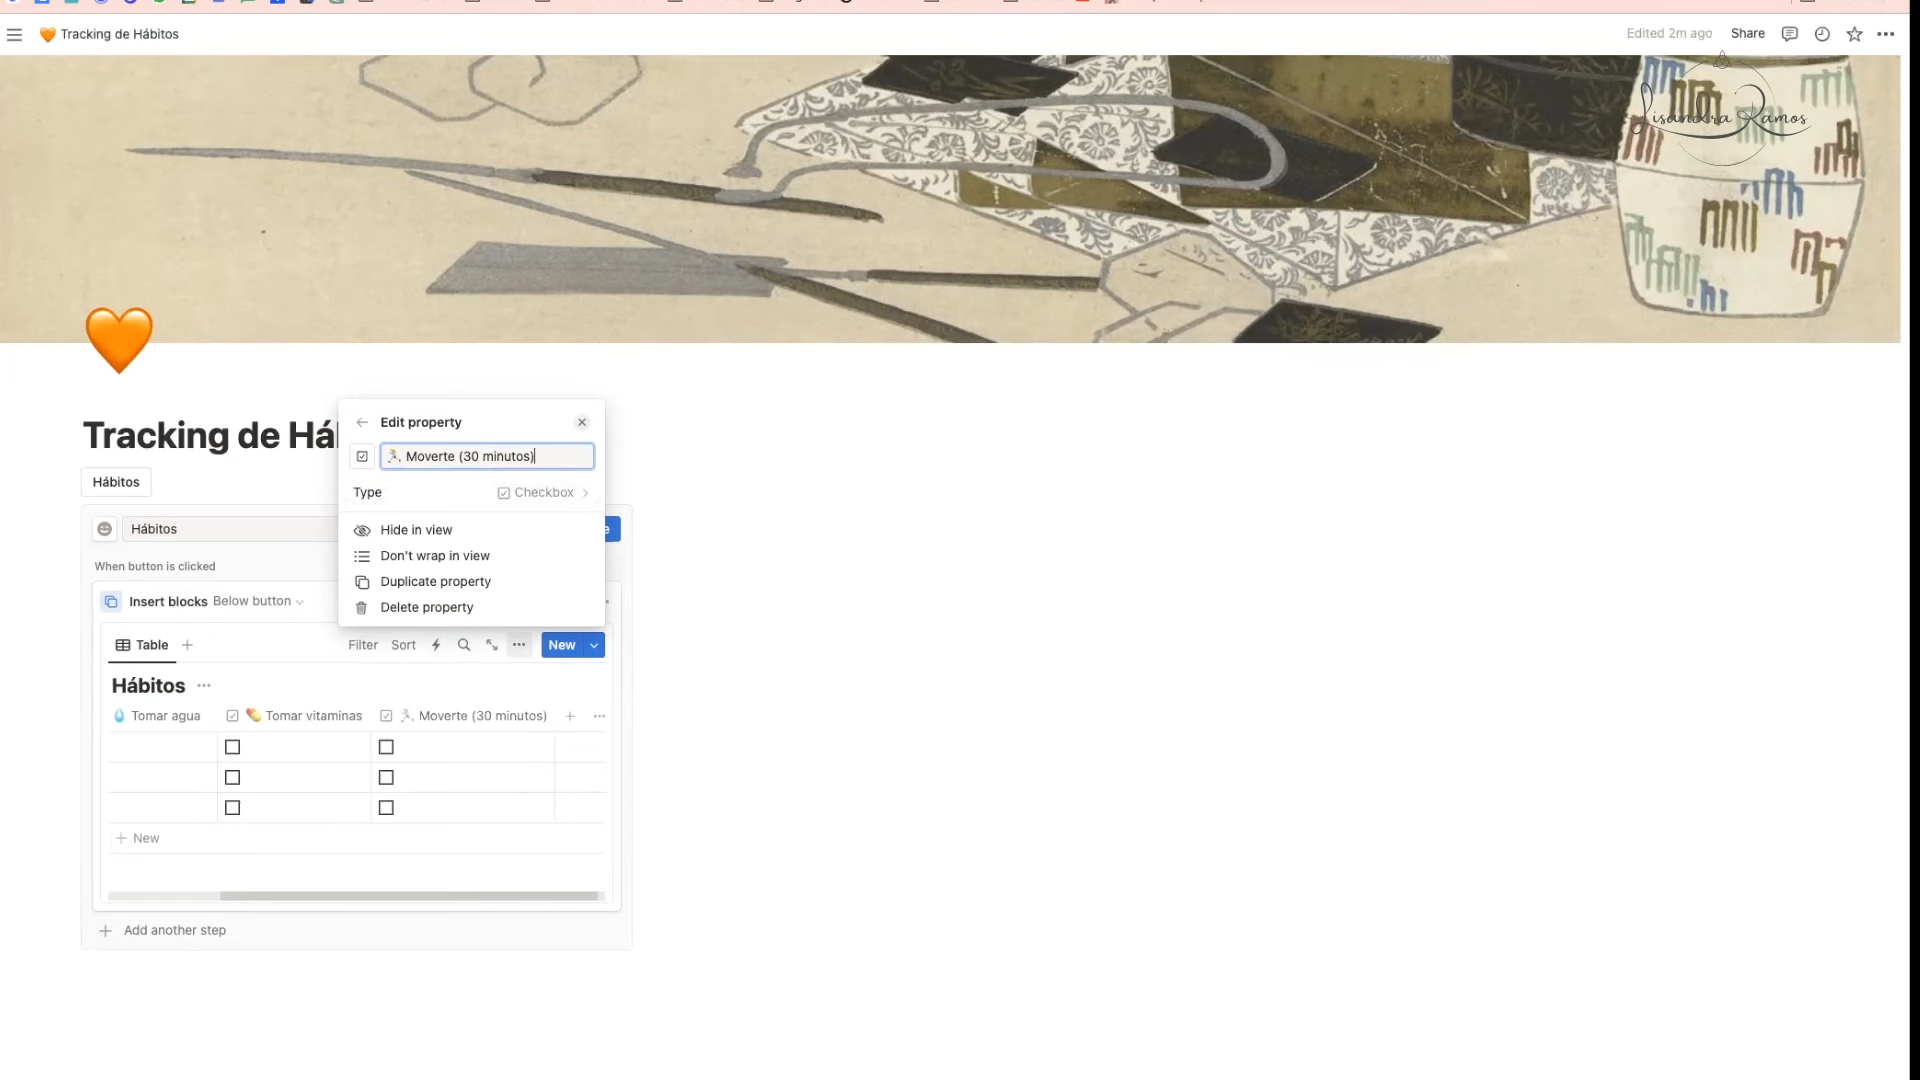 🧡 Tracking de Hábitos
Edited 2m ago Share
Lisandra Ramos
Tracking de Há
Edit property
🏃🏻‍♀️ Moverte (30 minutos)
Type Checkbox
Hide in view
Don't wrap in view
Duplicate property
Delete property
Hábitos
Hábitos
When button is clicked
Insert blocks Below button
Table
Filter Sort New
Hábitos
💧 Tomar agua 💊 Tomar vitaminas 🏃🏻‍♀️ Moverte (30 minutos)
New
Add another step